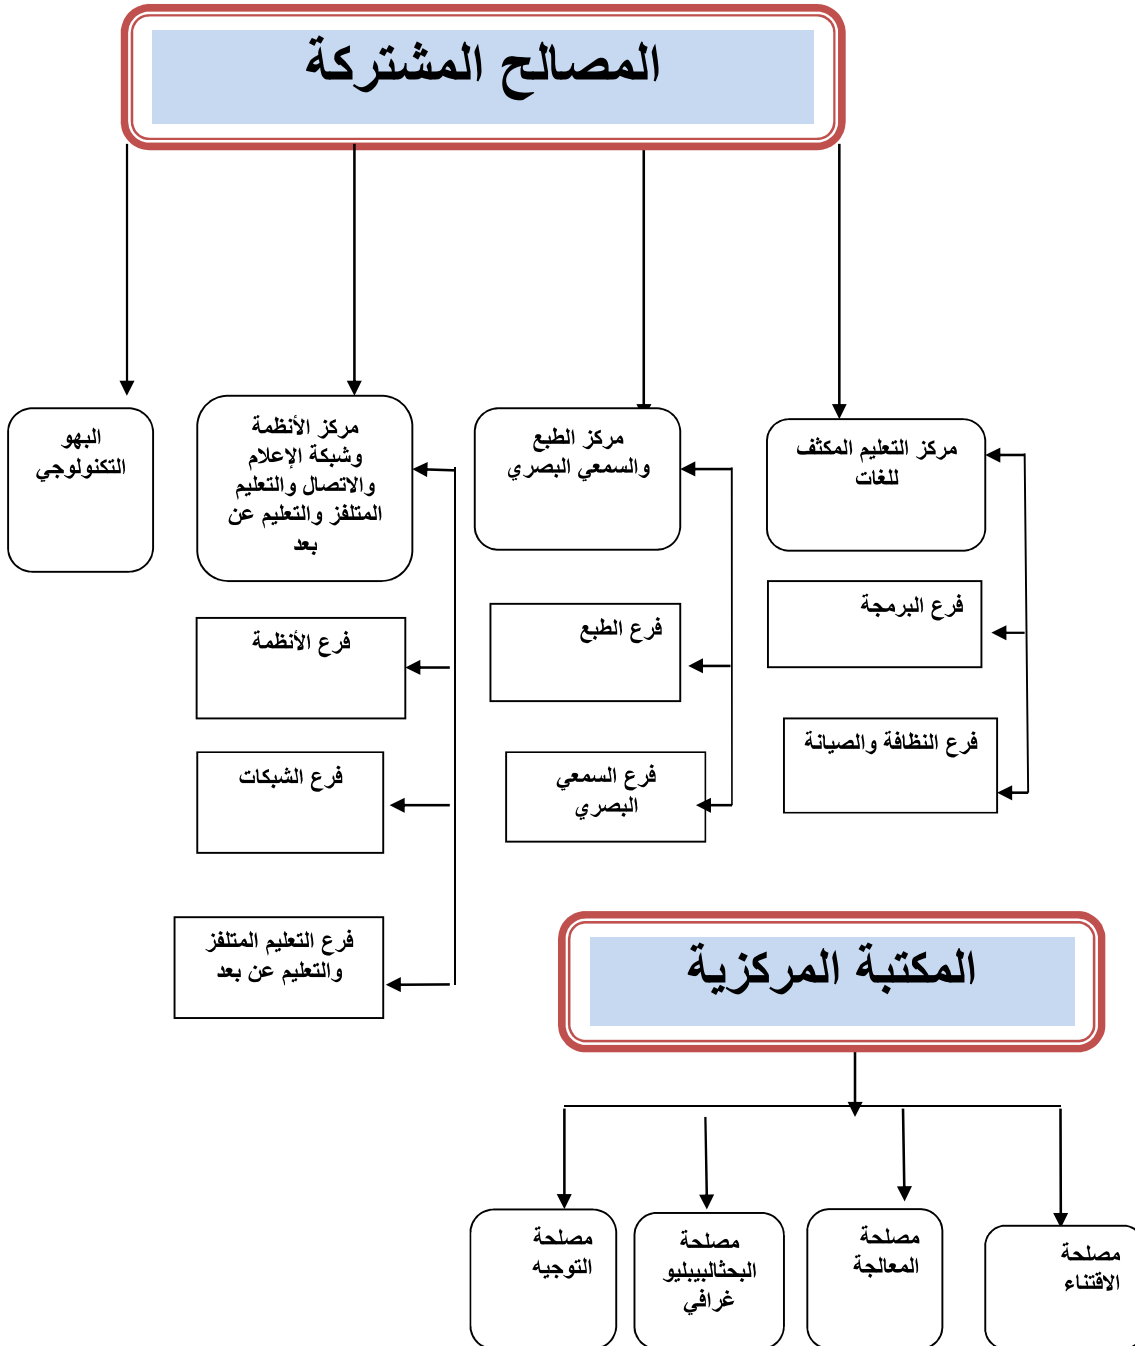 المصالح المشتركة
مركز التعليم المكثف
للغات
مركز الطبع
والسمعي البصري
مركز الأنظمة
وشبكة الإعلام
والاتصال والتعليم
المتلفز والتعليم عن
بعد
البهو
التكنولوجي
فرع البرمجة
فرع الطبع
فرع الأنظمة
فرع النظافة والصيانة
فرع السمعي
البصري
فرع الشبكات
فرع التعليم المتلفز
والتعليم عن بعد
المكتبة المركزية
مصلحة
الاقتناء
مصلحة
المعالجة
مصلحة
البحثالبيبليو
غرافي
مصلحة
التوجيه